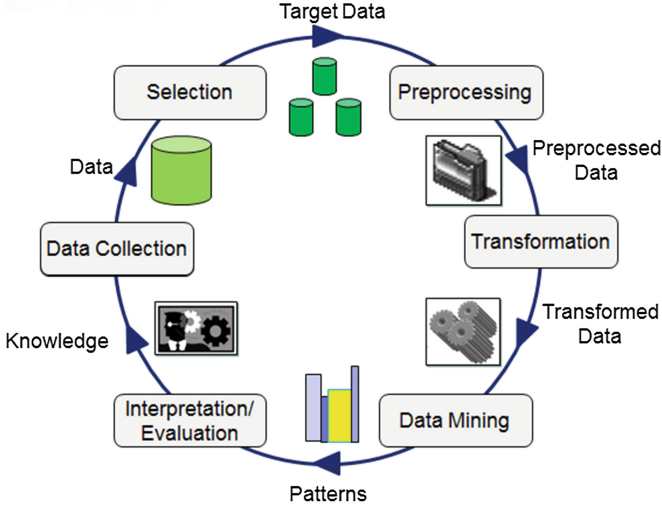 Target Data
Selection
Preprocessing
Data
Preprocessed
Data
Data Collection
Transformation
Knowledge
Transformed
Data
Interpretation/
Evaluation
Data Mining
Patterns